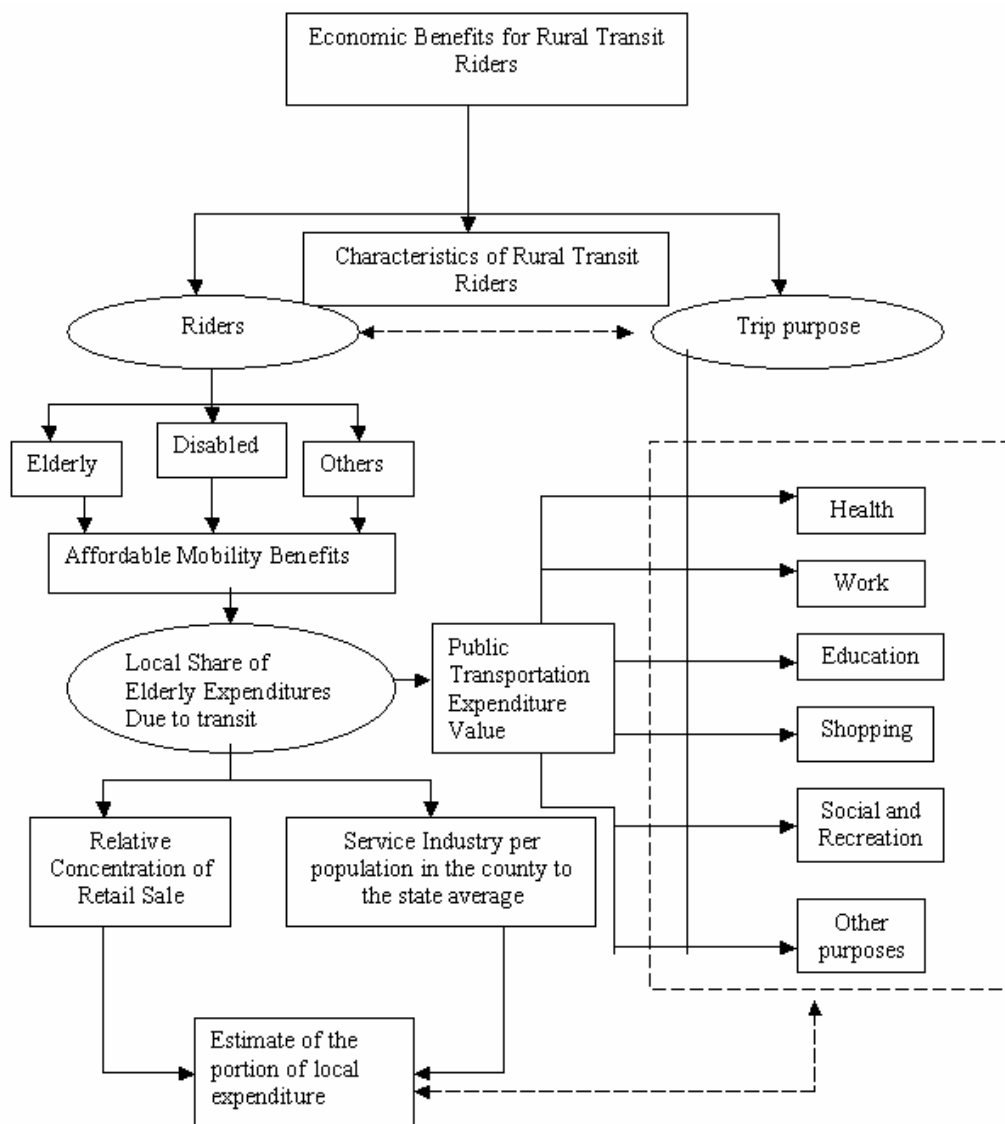 Economic Benefits for Rural Transit
Riders
Characteristics of Rural Transit
Riders
Riders
Trip purpose
Elderly
Disabled
Others
Affordable Mobility Benefits
Local Share of
Elderly Expenditures
Due to transit
Public
Transportation
Expenditure
Value
Health
Work
Education
Shopping
Social and
Recreation
Other
purposes
Relative
Concentration of
Retail Sale
Service Industry per
population in the county to
the state average
Estimate of the
portion of local
expenditure